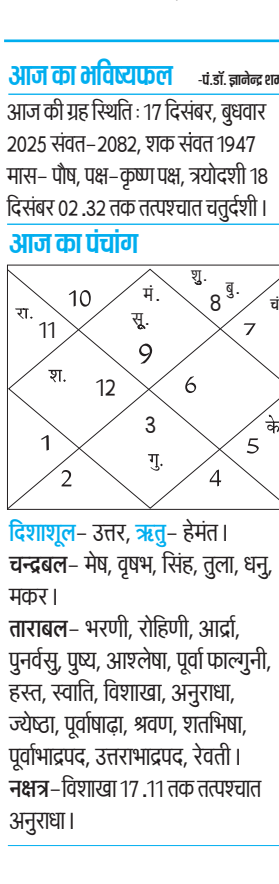 आज का भविष्यफल -पं.डॉ. ज्ञानेन्द्र
आज की ग्रह स्थिति : 17 दिसंबर, बुधवार
2025 संवत-2082, शक संवत 1947
मास- पौष, पक्ष-कृष्ण पक्ष, त्रयोदशी 18
दिसंबर 02 .32 तक तत्पश्चात चतुर्दशी ।
आज का पंचांग
रा. 11
10
मं. सू. 9
शु. 8 बु.
7
श. 12
6
1
3 गु.
5
2
4
दिशाशूल- उत्तर, ऋतु- हेमंत ।
चन्द्रबल- मेष, वृषभ, सिंह, तुला, धनु,
मकर ।
ताराबल- भरणी, रोहिणी, आर्द्रा,
पुनर्वसु, पुष्य, आश्लेषा, पूर्वा फाल्गुनी,
हस्त, स्वाति, विशाखा, अनुराधा,
ज्येष्ठा, पूर्वाषाढ़ा, श्रवण, शतभिषा,
पूर्वाभाद्रपद, उत्तराभाद्रपद, रेवती ।
नक्षत्र-विशाखा 17 .11 तक तत्पश्चात
अनुराधा ।